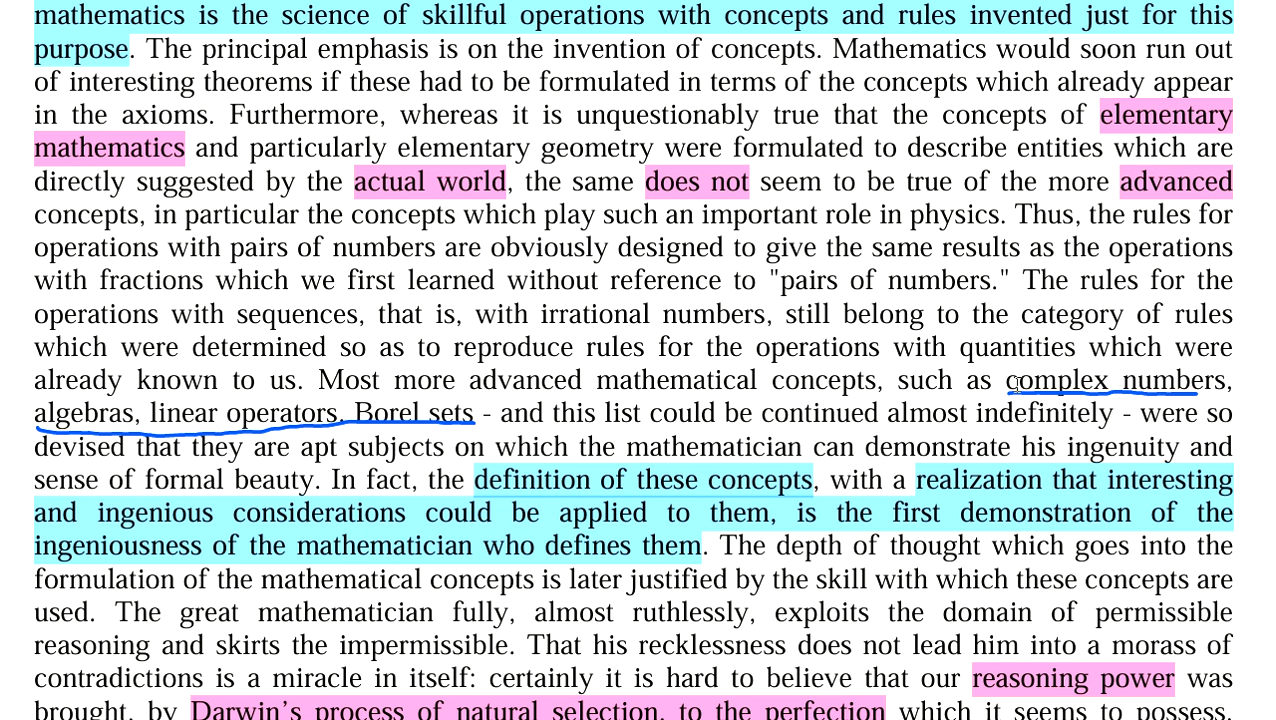 mathematics is the science of skillful operations with concepts and rules invented just for this
purpose. The principal emphasis is on the invention of concepts. Mathematics would soon run out
of interesting theorems if these had to be formulated in terms of the concepts which already appear
in the axioms. Furthermore, whereas it is unquestionably true that the concepts of elementary
mathematics and particularly elementary geometry were formulated to describe entities which are
directly suggested by the actual world, the same does not seem to be true of the more advanced
concepts, in particular the concepts which play such an important role in physics. Thus, the rules for
operations with pairs of numbers are obviously designed to give the same results as the operations
with fractions which we first learned without reference to "pairs of numbers." The rules for the
operations with sequences, that is, with irrational numbers, still belong to the category of rules
which were determined so as to reproduce rules for the operations with quantities which were
already known to us. Most more advanced mathematical concepts, such as complex numbers,
algebras, linear operators, Borel sets - and this list could be continued almost indefinitely - were so
devised that they are apt subjects on which the mathematician can demonstrate his ingenuity and
sense of formal beauty. In fact, the definition of these concepts, with a realization that interesting
and ingenious considerations could be applied to them, is the first demonstration of the
ingeniousness of the mathematician who defines them. The depth of thought which goes into the
formulation of the mathematical concepts is later justified by the skill with which these concepts are
used. The great mathematician fully, almost ruthlessly, exploits the domain of permissible
reasoning and skirts the impermissible. That his recklessness does not lead him into a morass of
contradictions is a miracle in itself: certainly it is hard to believe that our reasoning power was
brought, by Darwin's process of natural selection, to the perfection which it seems to possess.